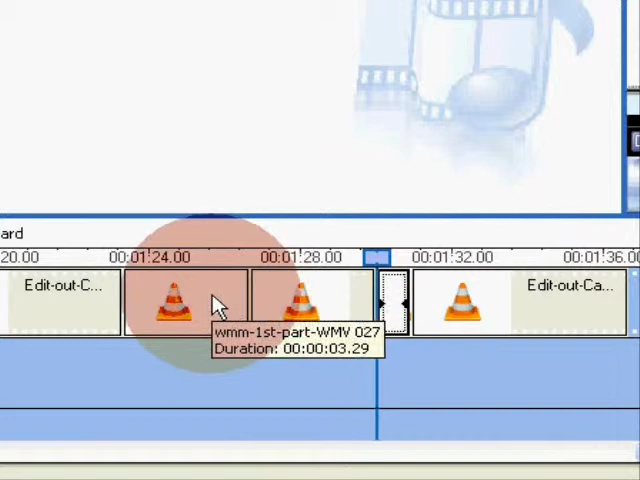 ard
20.00 00:01:24.00 00:01:28.00 00:01:32.00 00:01:36.0
Edit-out-C... Edit-out-Ca...
wmm-1st-part-WMV 027
Duration: 00:00:03.29